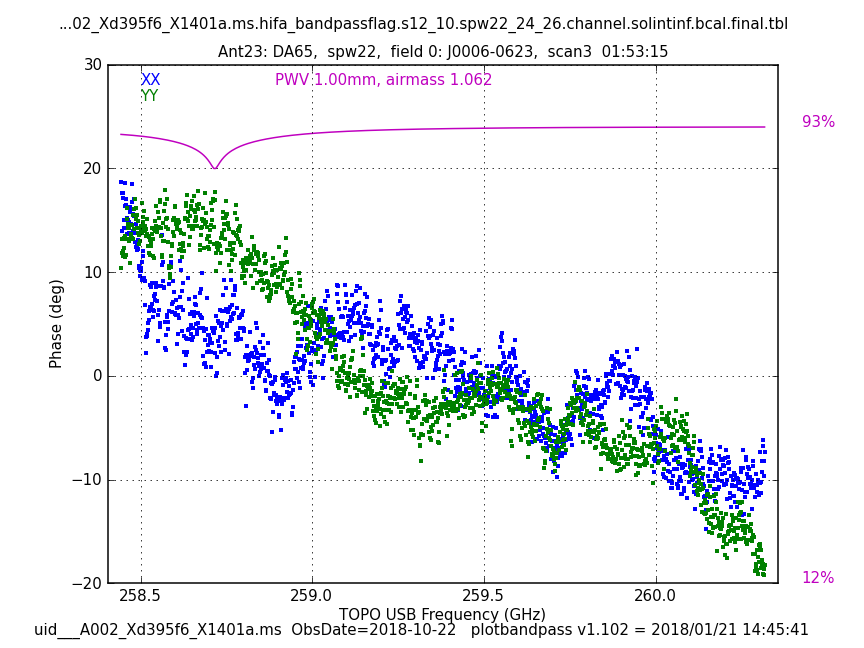 ...02_Xd395f6_X1401a.ms.hifa_bandpassflag.s12_10.spw22_24_26.channel.solintinf.bcal.final.tbl
Ant23: DA65, spw22, field 0: J0006-0623, scan3 01:53:15
30
XX
PWV 1.00mm, airmass 1.062
YY
93%
20
10
Phase (deg)
0
−10
12%
−20
258.5 259.0 259.5 260.0
TOPO USB Frequency (GHz)
uid___A002_Xd395f6_X1401a.ms ObsDate=2018-10-22 plotbandpass v1.102 = 2018/01/21 14:45:41